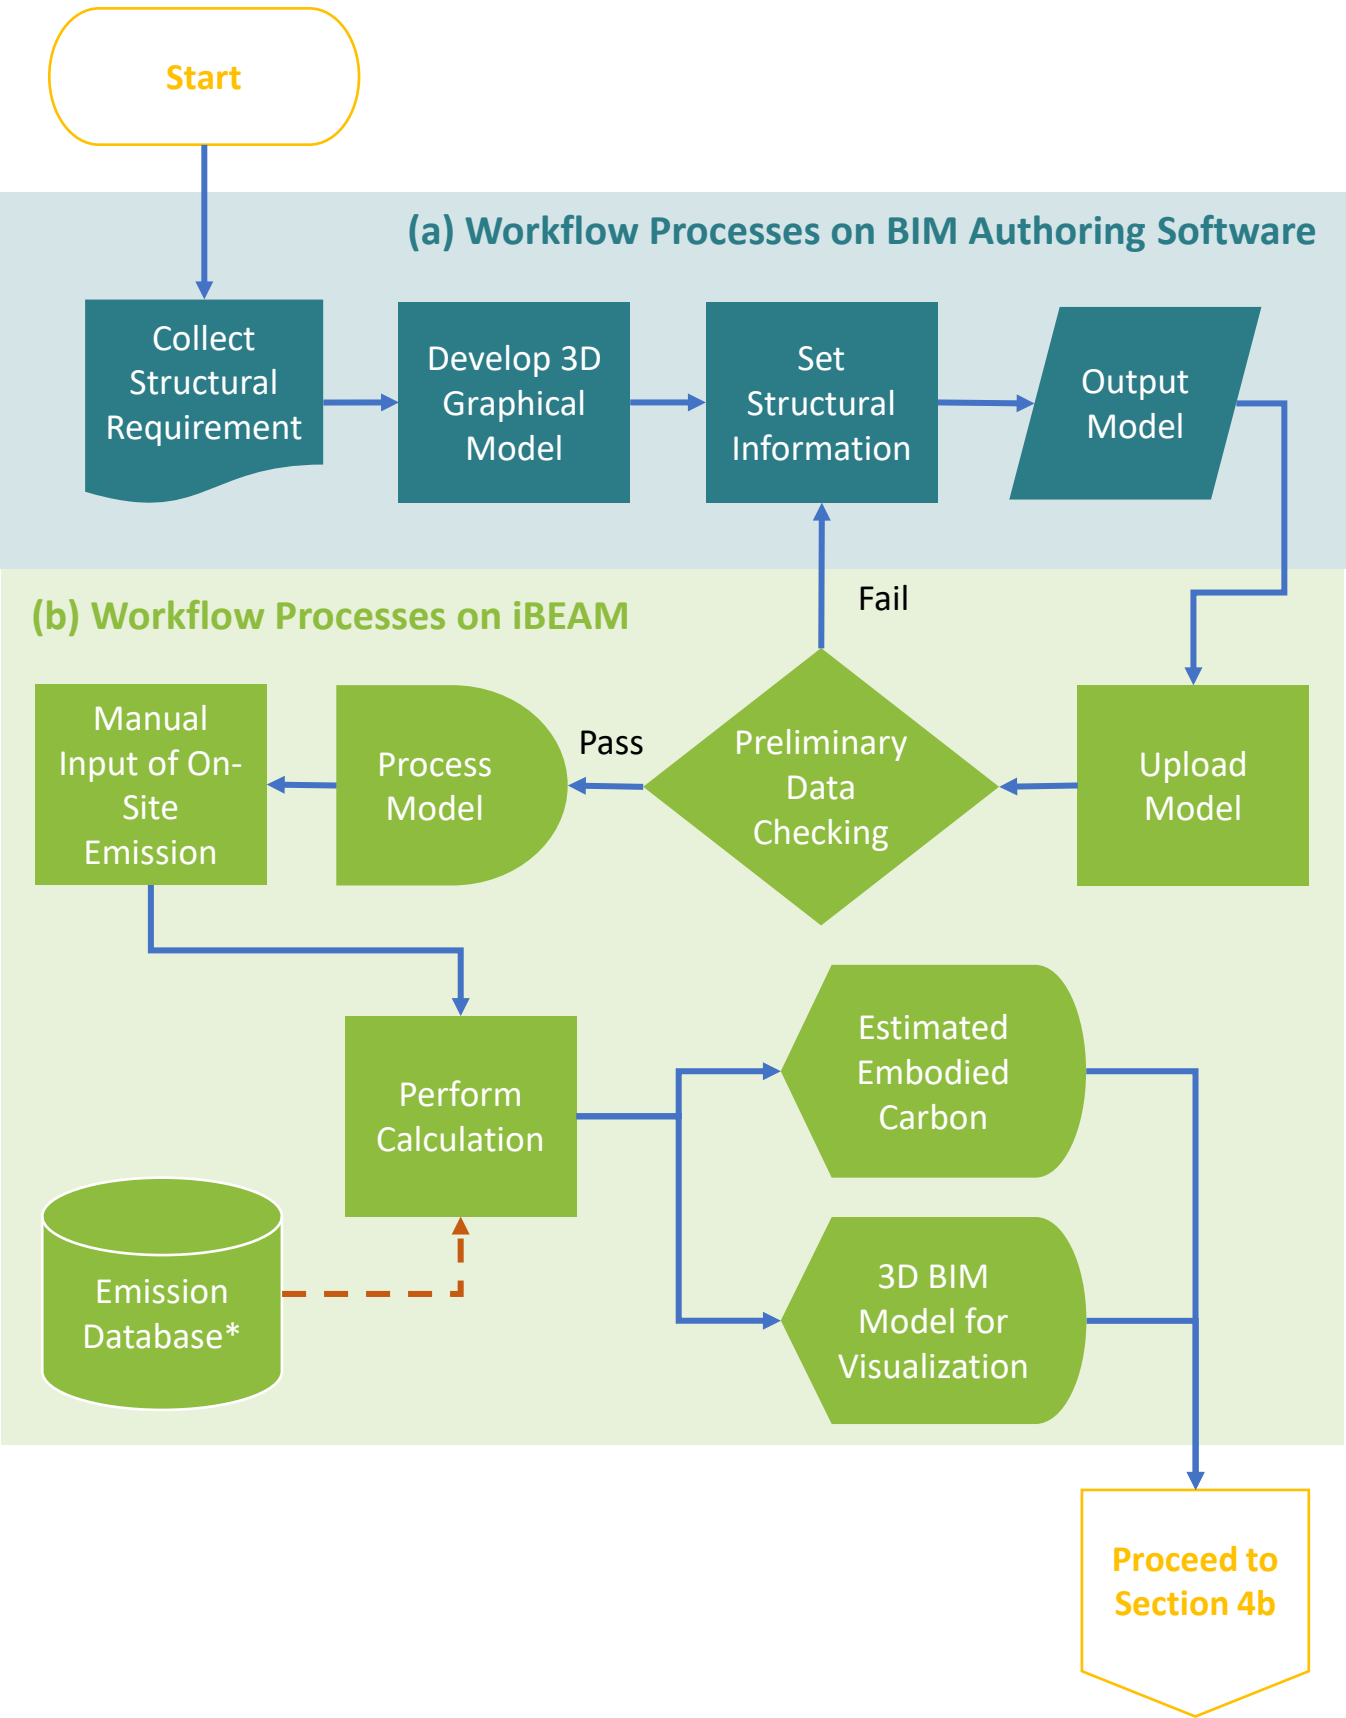 Start
(a) Workflow Processes on BIM Authoring Software
Collect
Structural
Requirement
Develop 3D
Graphical
Model
Set
Structural
Information
Output
Model
Fail
(b) Workflow Processes on iBEAM
Manual
Input of On-
Site
Emission
Process
Model
Pass
Preliminary
Data
Checking
Upload
Model
Perform
Calculation
Estimated
Embodied
Carbon
Emission
Database*
3D BIM
Model for
Visualization
Proceed to
Section 4b